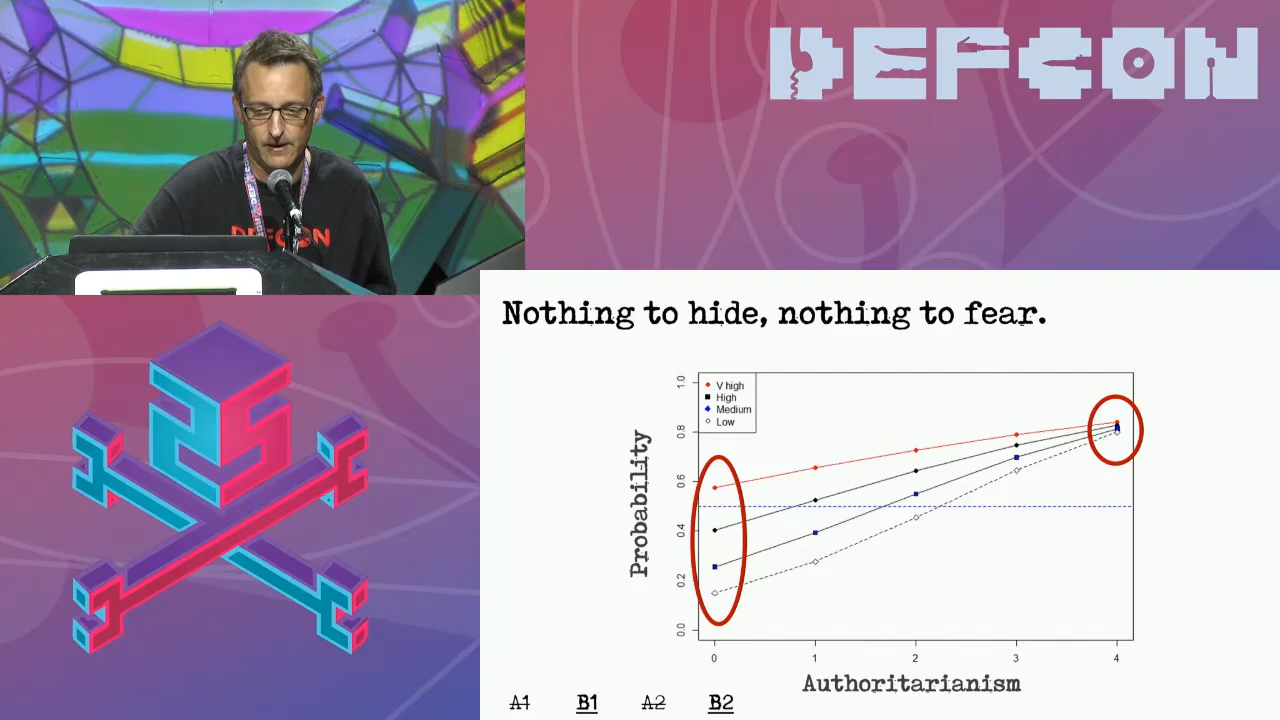 DEFCON
DEFCON
Nothing to hide, nothing to fear.
V high
High
Medium
Low
1.0
0.8
0.6
0.4
0.2
0.0
Probability
0 1 2 3 4
Authoritarianism
A1 B1 A2 B2